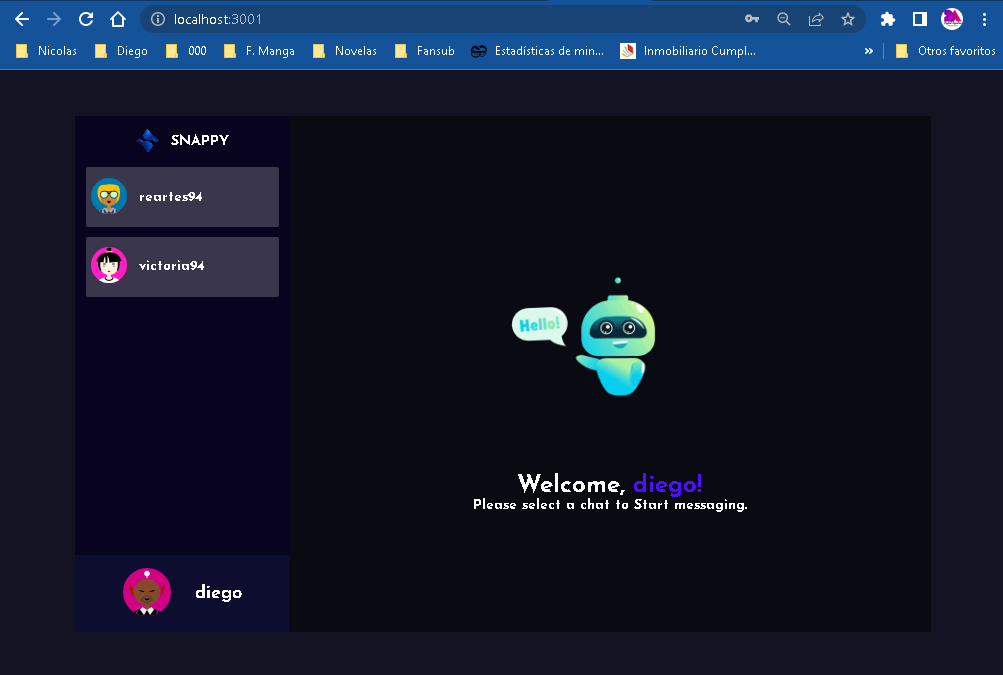 localhost:3001
Nicolas Diego 000 F. Manga Novelas Fansub Estadísticas de min... Inmobiliario Cumpl... » Otros favoritos
SNAPPY
reartes94
victoria94
Hello!
Welcome, diego!
Please select a chat to Start messaging.
diego